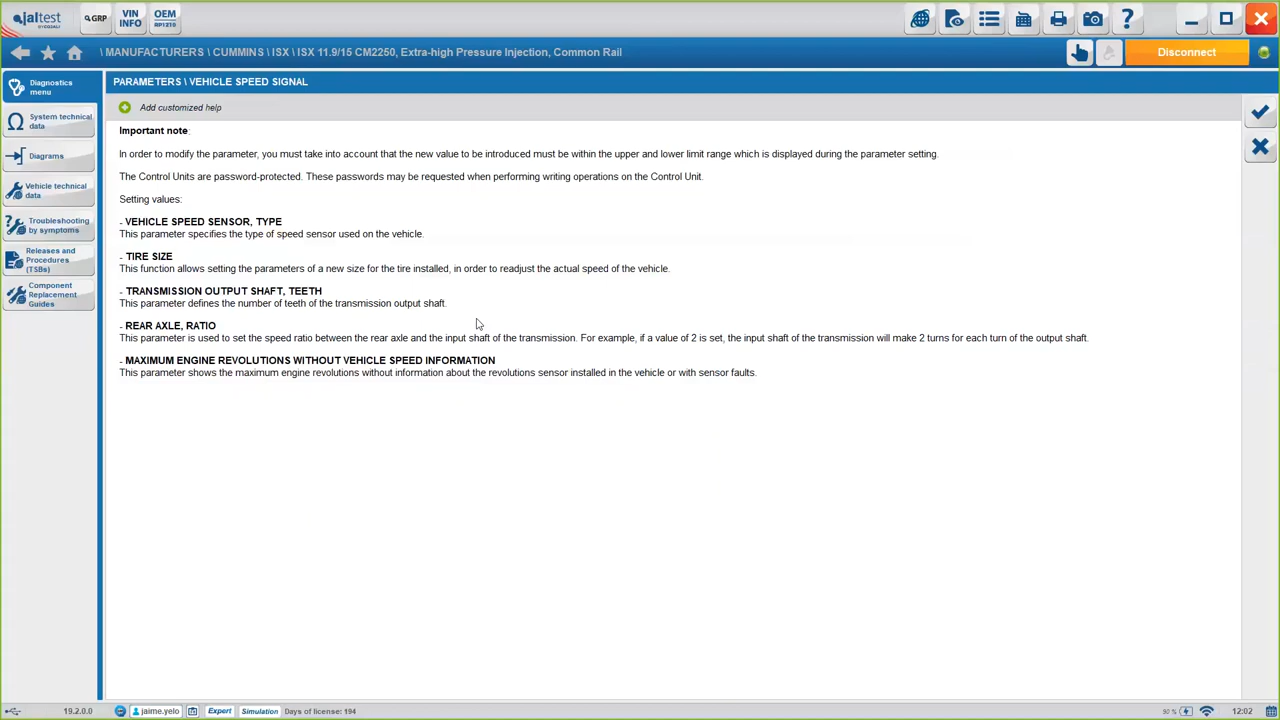 jaltest
BY COJALI
GRP
VIN
INFO
OEM
RP1210
?
\ MANUFACTURERS \ CUMMINS \ ISX \ ISX 11.9/15 CM2250, Extra-high Pressure Injection, Common Rail
Disconnect
Diagnostics
menu
System technical
data
Diagrams
Vehicle technical
data
Troubleshooting
by symptoms
Releases and
Procedures
(TSBs)
Component
Replacement
Guides
PARAMETERS \ VEHICLE SPEED SIGNAL
Add customized help
Important note:
In order to modify the parameter, you must take into account that the new value to be introduced must be within the upper and lower limit range which is displayed during the parameter setting.
The Control Units are password-protected. These passwords may be requested when performing writing operations on the Control Unit.
Setting values:
- VEHICLE SPEED SENSOR, TYPE
This parameter specifies the type of speed sensor used on the vehicle.
- TIRE SIZE
This function allows setting the parameters of a new size for the tire installed, in order to readjust the actual speed of the vehicle.
- TRANSMISSION OUTPUT SHAFT, TEETH
This parameter defines the number of teeth of the transmission output shaft.
- REAR AXLE, RATIO
This parameter is used to set the speed ratio between the rear axle and the input shaft of the transmission. For example, if a value of 2 is set, the input shaft of the transmission will make 2 turns for each turn of the output shaft.
- MAXIMUM ENGINE REVOLUTIONS WITHOUT VEHICLE SPEED INFORMATION
This parameter shows the maximum engine revolutions without information about the revolutions sensor installed in the vehicle or with sensor faults.
19.2.0.0
jaime.yelo
Expert
Simulation
Days of license: 194
90 %
12:02